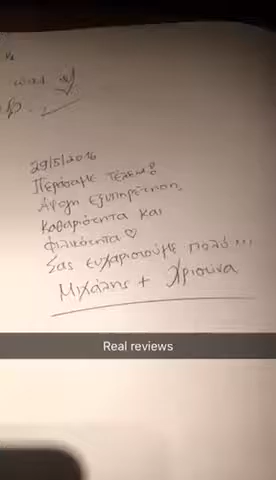 29/5/2016
Περάσαμε τέλεια!
Άψογη εξυπηρέτηση,
καθαριότητα και
φιλικότητα ♡
Σας ευχαριστούμε πολύ!!!
Μιχάλης + Χριστίνα
Real reviews